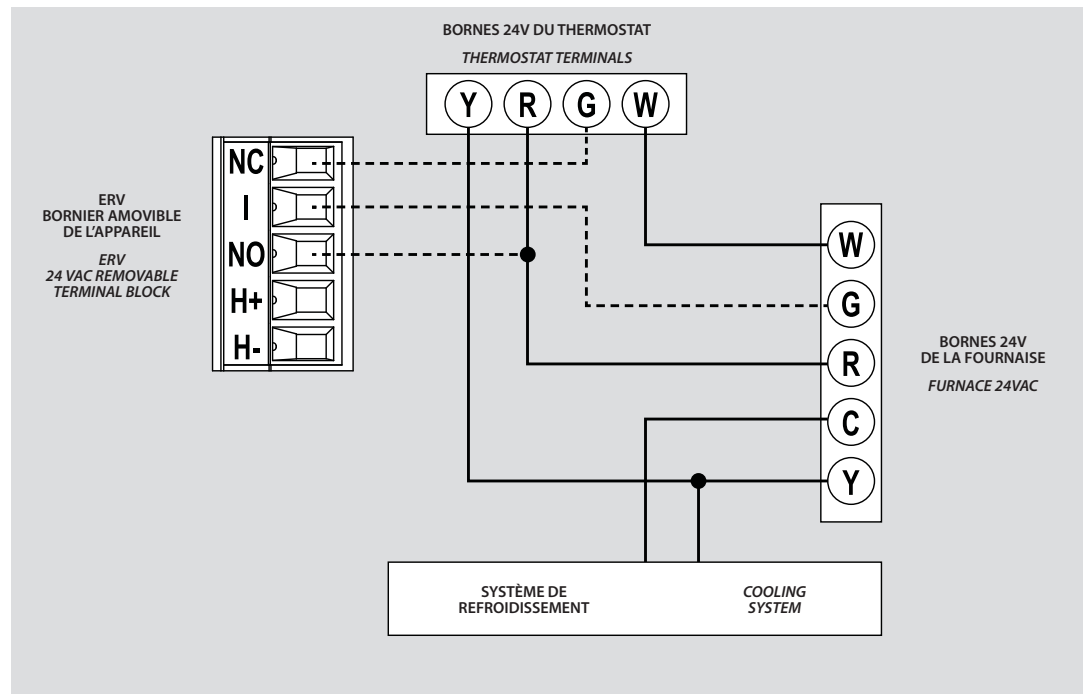 BORNES 24V DU THERMOSTAT
THERMOSTAT TERMINALS
Y R G W
NC
I
NO
H+
H-
ERV
BORNIER AMOVIBLE
DE L'APPAREIL
ERV
24 VAC REMOVABLE
TERMINAL BLOCK
W
G
R
C
Y
BORNES 24V
DE LA FOURNAISE
FURNACE 24VAC
SYSTÈME DE
REFROIDISSEMENT
COOLING
SYSTEM